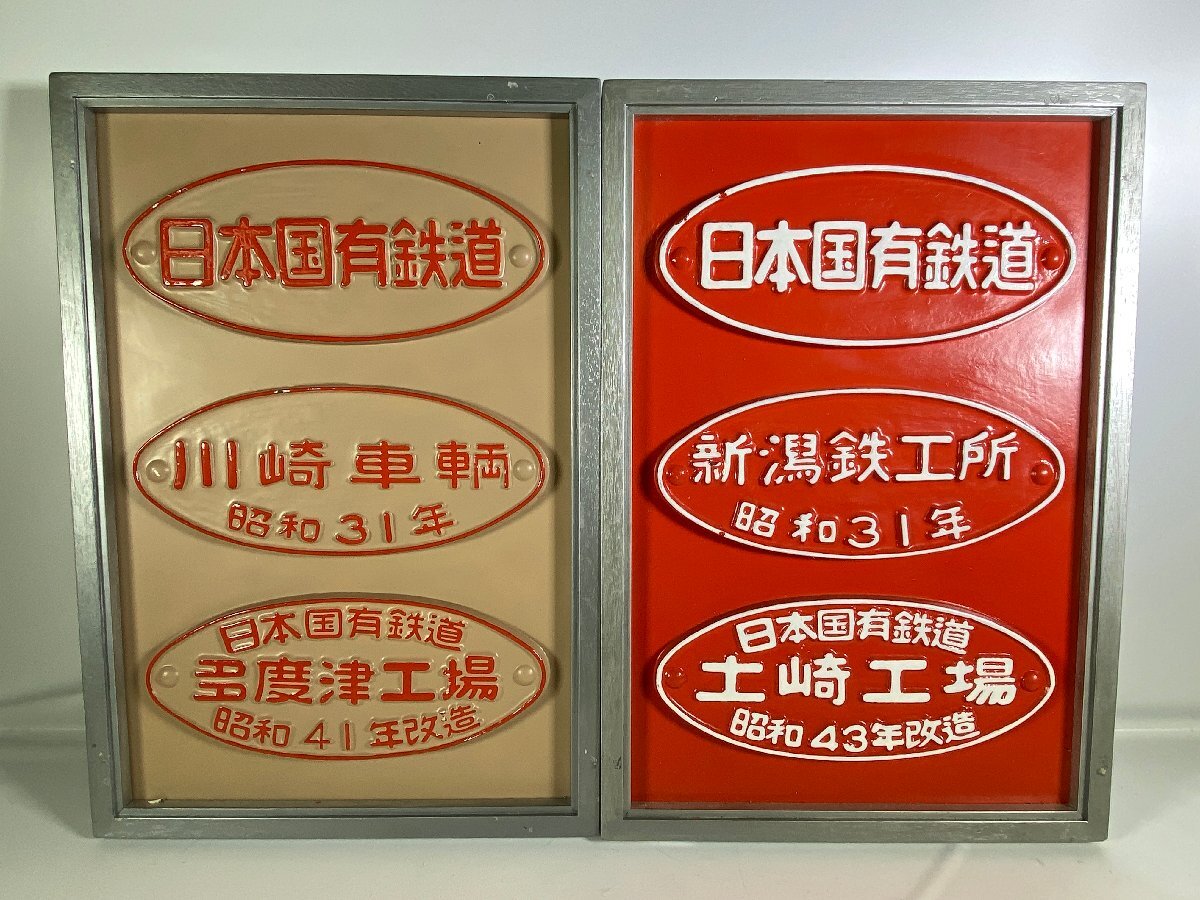 日本国有鉄道
川崎車輌
昭和31年
日本国有鉄道
多度津工場
昭和41年改造
日本国有鉄道
新潟鉄工所
昭和31年
日本国有鉄道
土崎工場
昭和43年改造